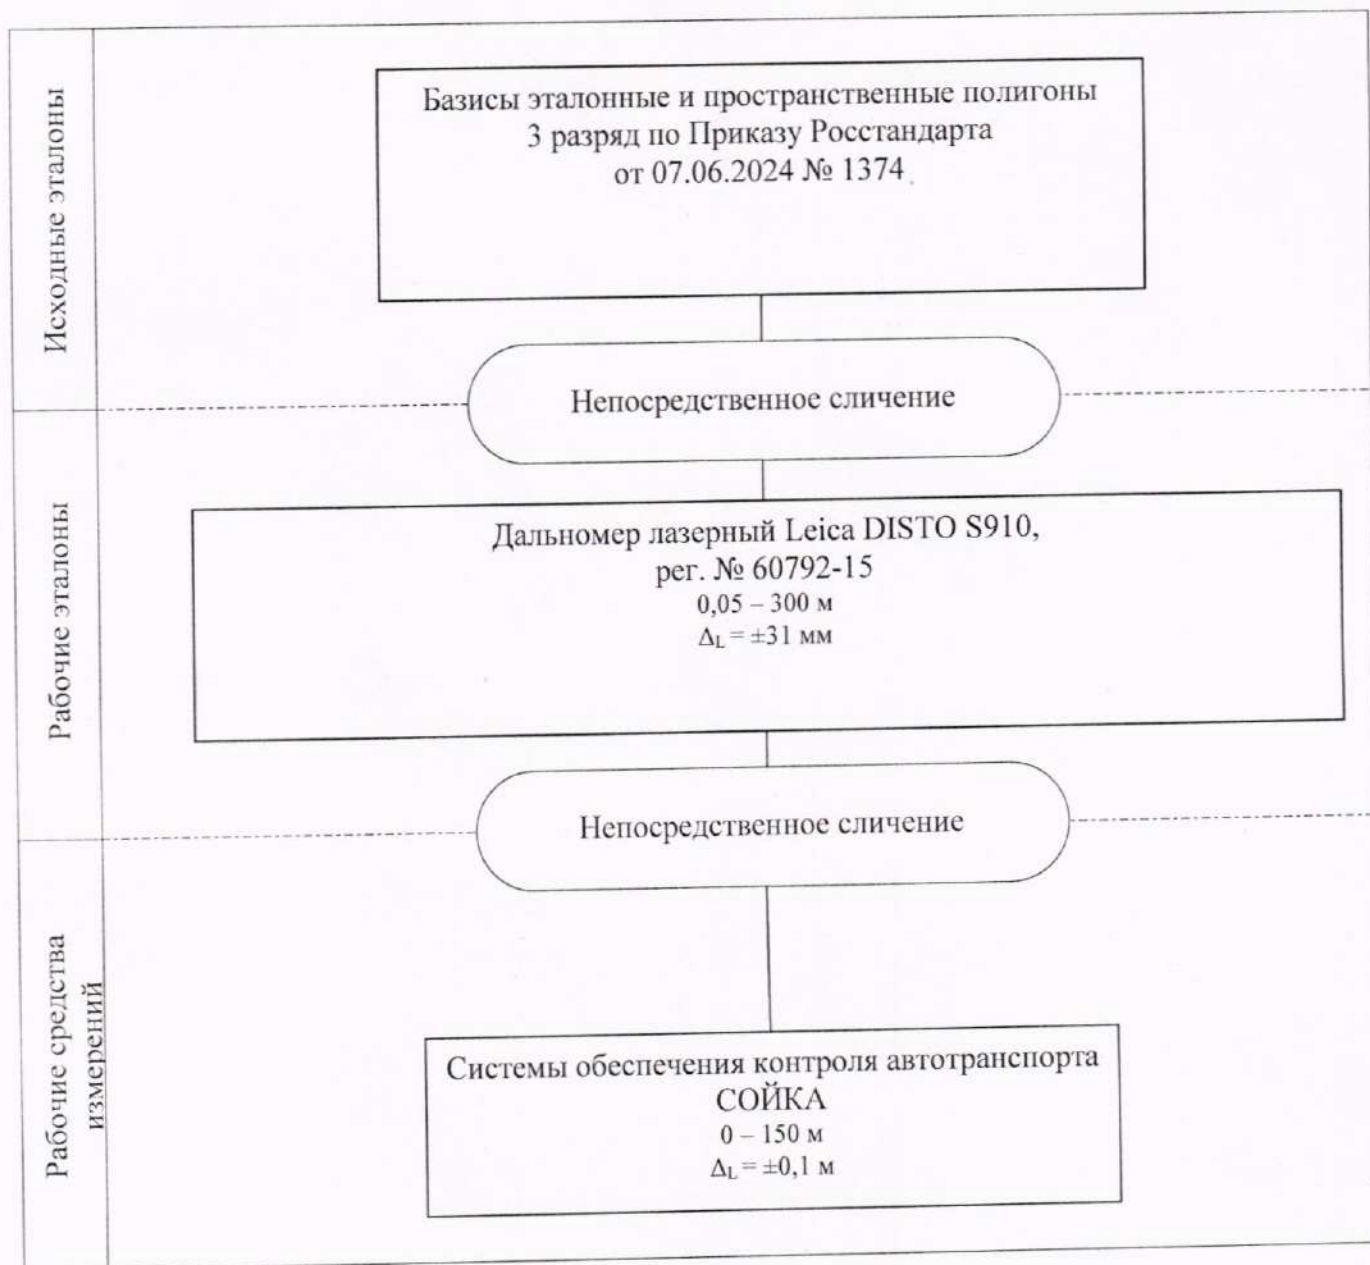 Исходные эталоны
Базисы эталонные и пространственные полигоны
3 разряд по Приказу Росстандарта
от 07.06.2024 № 1374
Непосредственное сличение
Рабочие эталоны
Дальномер лазерный Leica DISTO S910,
рег. № 60792-15
0,05 – 300 м
ΔL = ±31 мм
Непосредственное сличение
Рабочие средства
измерений
Системы обеспечения контроля автотранспорта
СОЙКА
0 – 150 м
ΔL = ±0,1 м